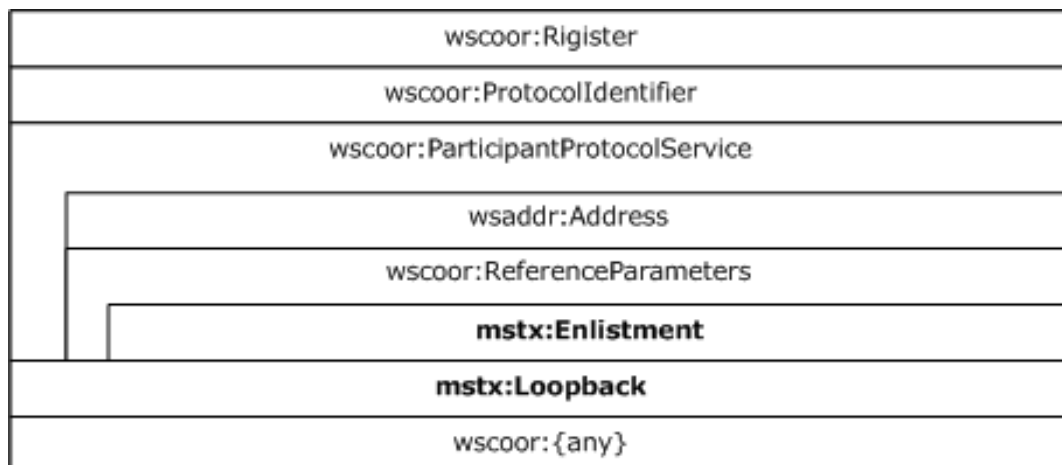 wscoor:Rigister
wscoor:ProtocolIdentifier
wscoor:ParticipantProtocolService
wsaddr:Address
wscoor:ReferenceParameters
mstx:Enlistment
mstx:Loopback
wscoor:{any}